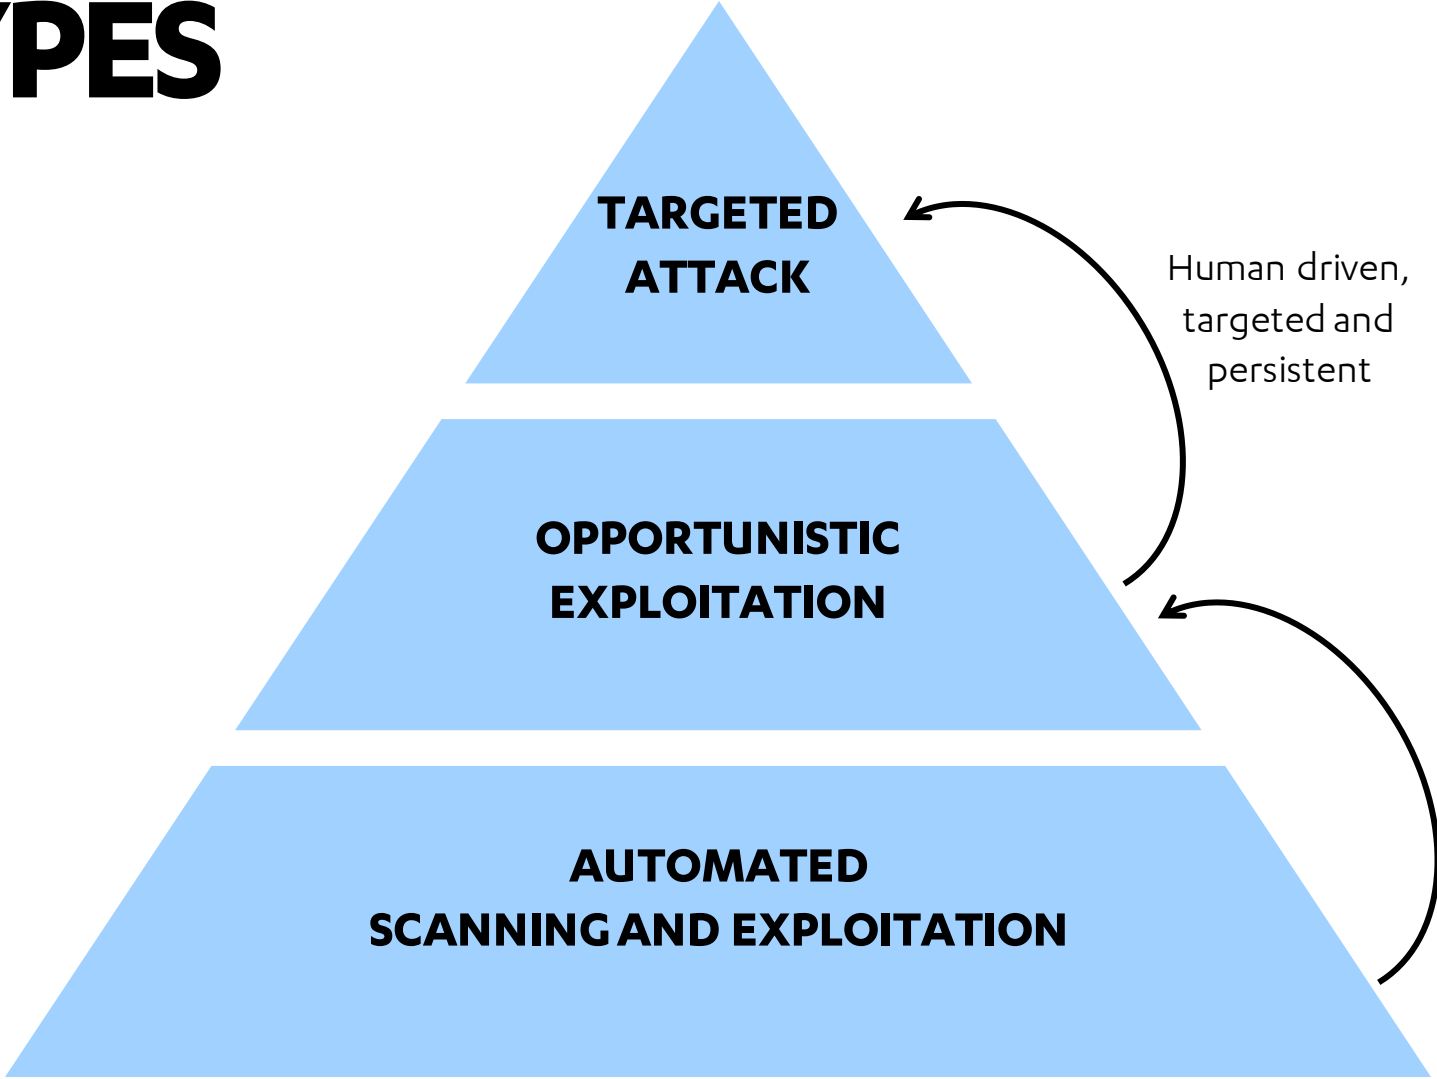 YPES
TARGETED
ATTACK
Human driven,
targeted and
persistent
OPPORTUNISTIC
EXPLOITATION
AUTOMATED
SCANNING AND EXPLOITATION